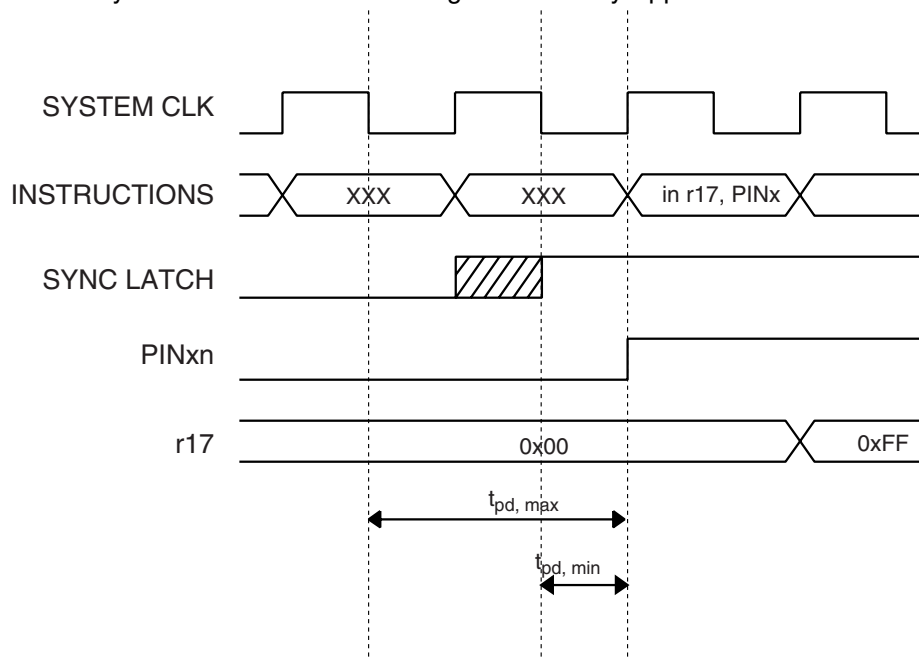 SYSTEM CLK
INSTRUCTIONS XXX XXX in r17, PINx
SYNC LATCH
PINxn
r17 0x00 0xFF
tpd, max
tpd, min